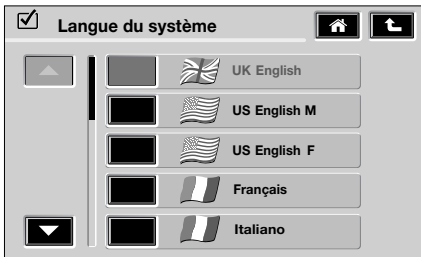 Langue du système
UK English
US English M
US English F
Français
Italiano